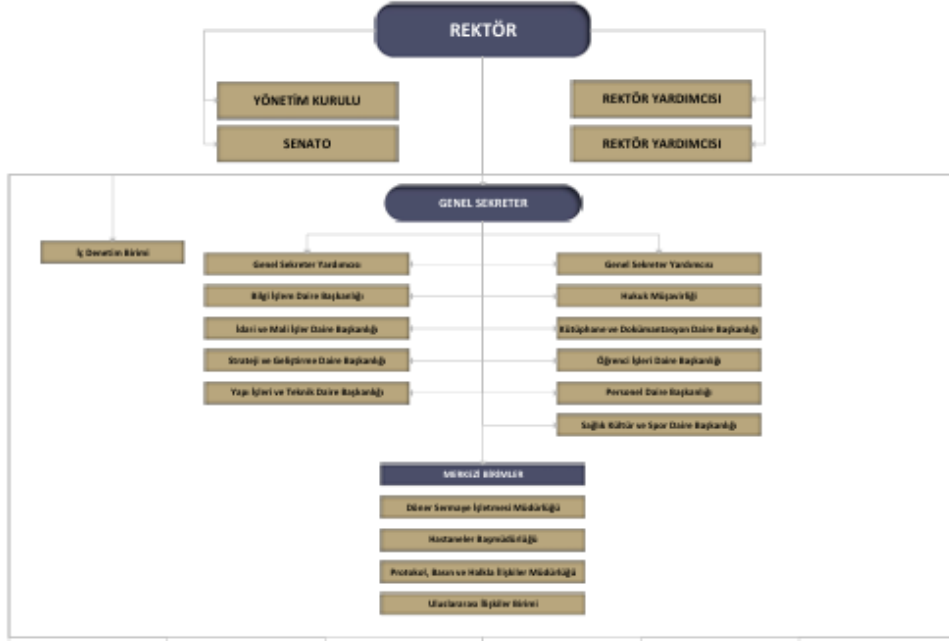 REKTÖR
YÖNETİM KURULU
SENATO
REKTÖR YARDIMCISI
REKTÖR YARDIMCISI
GENEL SEKRETER
İç Denetim Birimi
Genel Sekreter Yardımcısı
Bilgi İşlem Daire Başkanlığı
İdari ve Mali İşler Daire Başkanlığı
Strateji ve Geliştirme Daire Başkanlığı
Yapı İşleri ve Teknik Daire Başkanlığı
Genel Sekreter Yardımcısı
Hukuk Müşavirliği
Kütüphane ve Dokümantasyon Daire Başkanlığı
Öğrenci İşleri Daire Başkanlığı
Personel Daire Başkanlığı
Sağlık Kültür ve Spor Daire Başkanlığı
MERKEZİ BİRİMLER
Döner Sermaye İşletmesi Müdürlüğü
Hastaneler Başmüdürlüğü
Protokol, Basın ve Halkla İlişkiler Müdürlüğü
Uluslararası İlişkiler Birimi